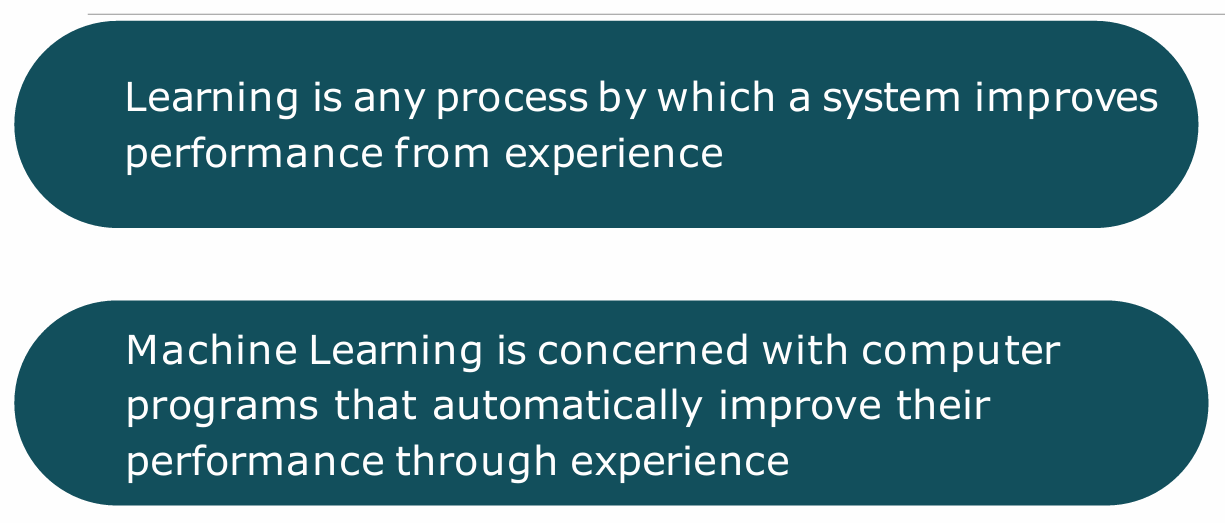 Learning is any process by which a system improves
performance from experience
Machine Learning is concerned with computer
programs that automatically improve their
performance through experience